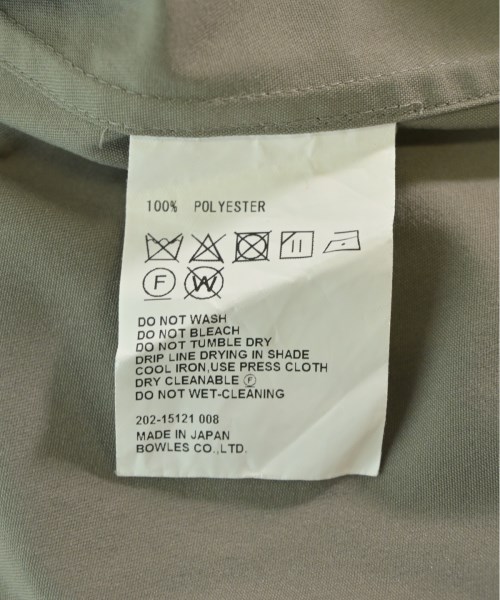 100% POLYESTER
F W
DO NOT WASH
DO NOT BLEACH
DO NOT TUMBLE DRY
DRIP LINE DRYING IN SHADE
COOL IRON,USE PRESS CLOTH
DRY CLEANABLE Ⓕ
DO NOT WET-CLEANING
202-15121 008
MADE IN JAPAN
BOWLES CO.,LTD.